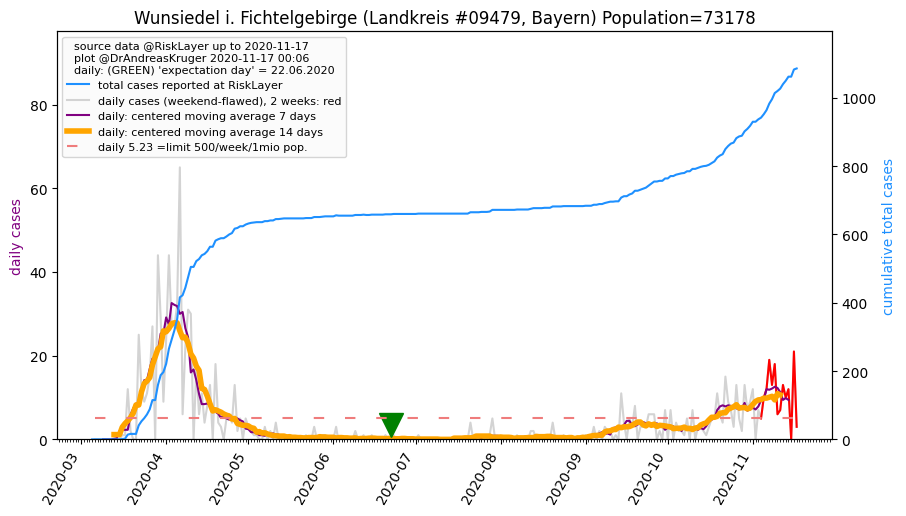 Wunsiedel i. Fichtelgebirge (Landkreis #09479, Bayern) Population=73178
source data @RiskLayer up to 2020-11-17
plot @DrAndreasKruger 2020-11-17 00:06
daily: (GREEN) 'expectation day' = 22.06.2020
total cases reported at RiskLayer
daily cases (weekend-flawed), 2 weeks: red
daily: centered moving average 7 days
daily: centered moving average 14 days
daily 5.23 =limit 500/week/1mio pop.
daily cases
80
60
40
20
0
cumulative total cases
1000
800
600
400
200
0
2020-03
2020-04
2020-05
2020-06
2020-07
2020-08
2020-09
2020-10
2020-11